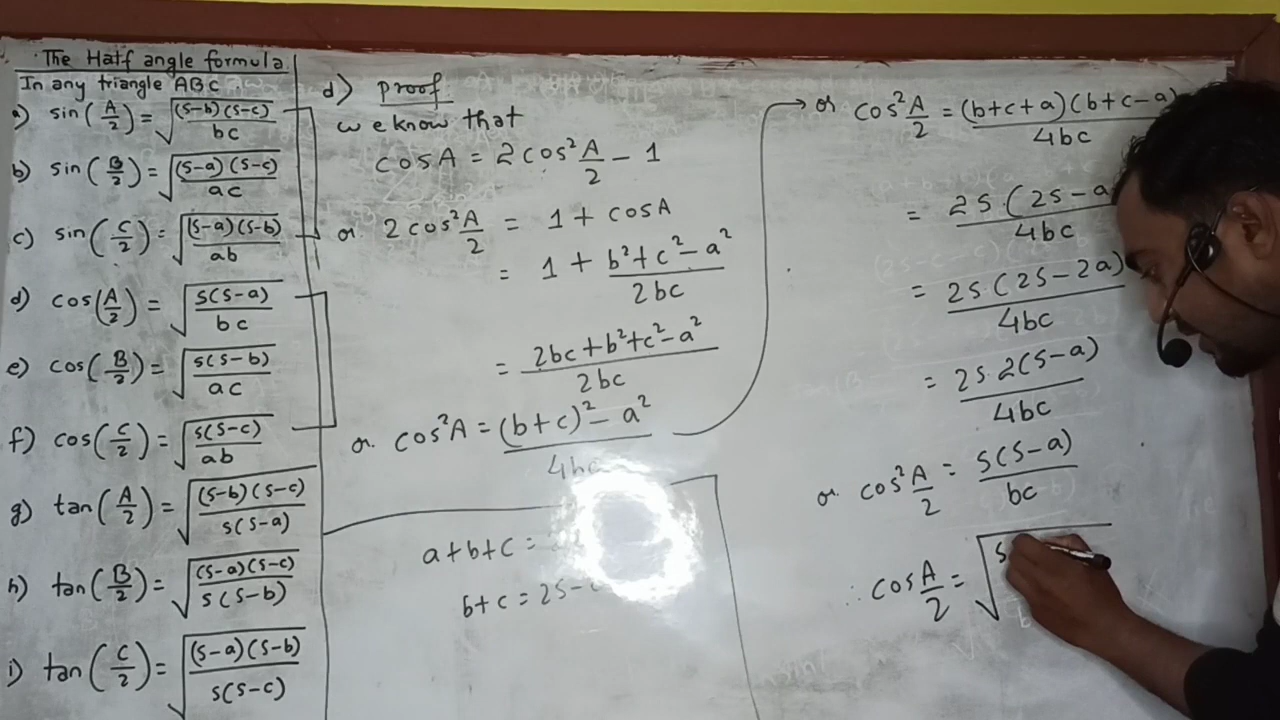 The Half angle formula
In any triangle ABC
a) sin(A/2) = √((s-b)(s-c)/bc)
b) sin(B/2) = √((s-a)(s-c)/ac)
c) sin(C/2) = √((s-a)(s-b)/ab)
d) cos(A/2) = √(s(s-a)/bc)
e) cos(B/2) = √(s(s-b)/ac)
f) cos(C/2) = √(s(s-c)/ab)
g) tan(A/2) = √((s-b)(s-c)/s(s-a))
h) tan(B/2) = √((s-a)(s-c)/s(s-b))
i) tan(C/2) = √((s-a)(s-b)/s(s-c))
d) proof:
we know that
cosA = 2cos²A/2 - 1
or 2cos²A/2 = 1 + cosA
= 1 + (b²+c²-a²)/2bc
= (2bc+b²+c²-a²)/2bc
or cos²A = ((b+c)²-a²)/4bc
a+b+c =
b+c = 2s-
or cos²A/2 = (b+c+a)(b+c-a)/4bc
= 2s.(2s-a/4bc
= 2s.(2s-2a)/4bc
= 2s.2(s-a)/4bc
or cos²A/2 = s(s-a)/bc
∴ cosA/2 = √s